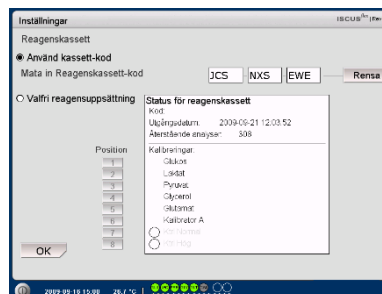 Inställningar
ISCUS
Reagenskassett
Använd kassett-kod
Mata in Reagenskassett-kod
JCS NXS EWE Rensa
Valfri reagensuppsättning
Status för reagenskassett
Kod:
Utgångsdatum: 2009-09-21 12:03:52
Återstående analyser: 308
Position
Kalibreringar:
1 Glukos
2 Laktat
3 Pyruvat
4 Glycerol
5 Glutamat
6 Kalibrator A
7
8
OK
2009-09-16 15:00 26.7 °C